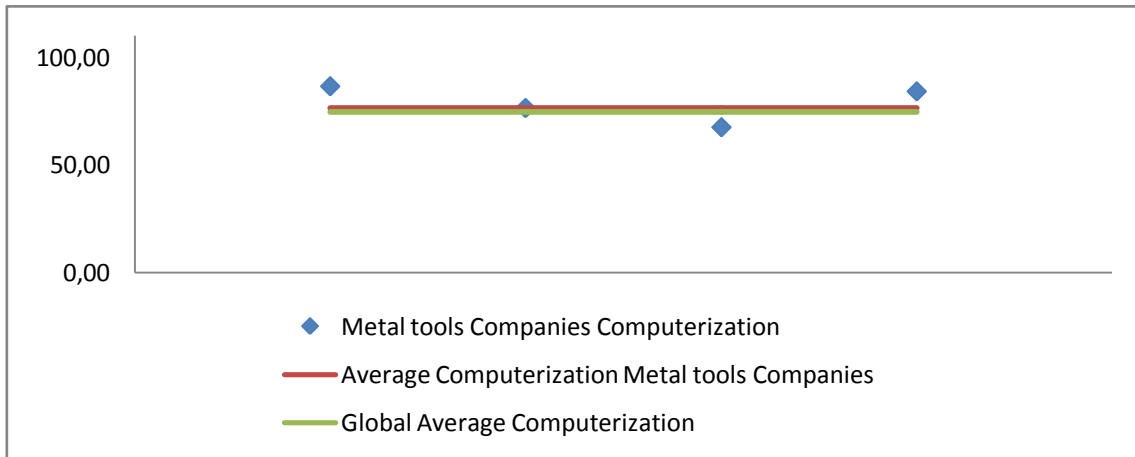 100,00
50,00
0,00
Metal tools Companies Computerization
Average Computerization Metal tools Companies
Global Average Computerization